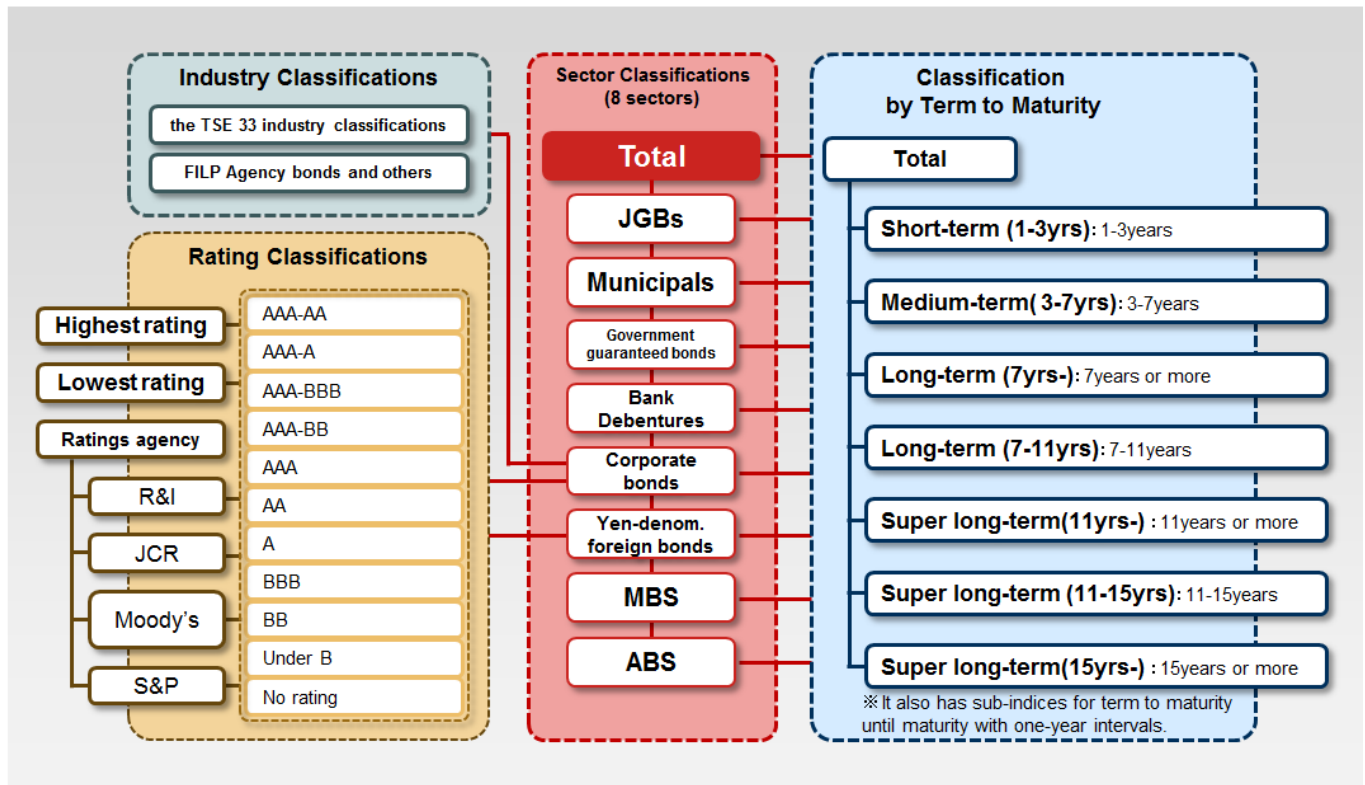 Industry Classifications
the TSE 33 industry classifications
FILP Agency bonds and others
Rating Classifications
Highest rating
Lowest rating
Ratings agency
R&I
JCR
Moody's
S&P
AAA-AA
AAA-A
AAA-BBB
AAA-BB
AAA
AA
A
BBB
BB
Under B
No rating
Sector Classifications
(8 sectors)
Total
JGBs
Municipals
Government
guaranteed bonds
Bank
Debentures
Corporate
bonds
Yen-denom.
foreign bonds
MBS
ABS
Classification
by Term to Maturity
Total
Short-term (1-3yrs): 1-3years
Medium-term( 3-7yrs): 3-7years
Long-term (7yrs-): 7years or more
Long-term (7-11yrs): 7-11years
Super long-term(11yrs-) : 11years or more
Super long-term (11-15yrs): 11-15years
Super long-term(15yrs-) : 15years or more
※It also has sub-indices for term to maturity
until maturity with one-year intervals.